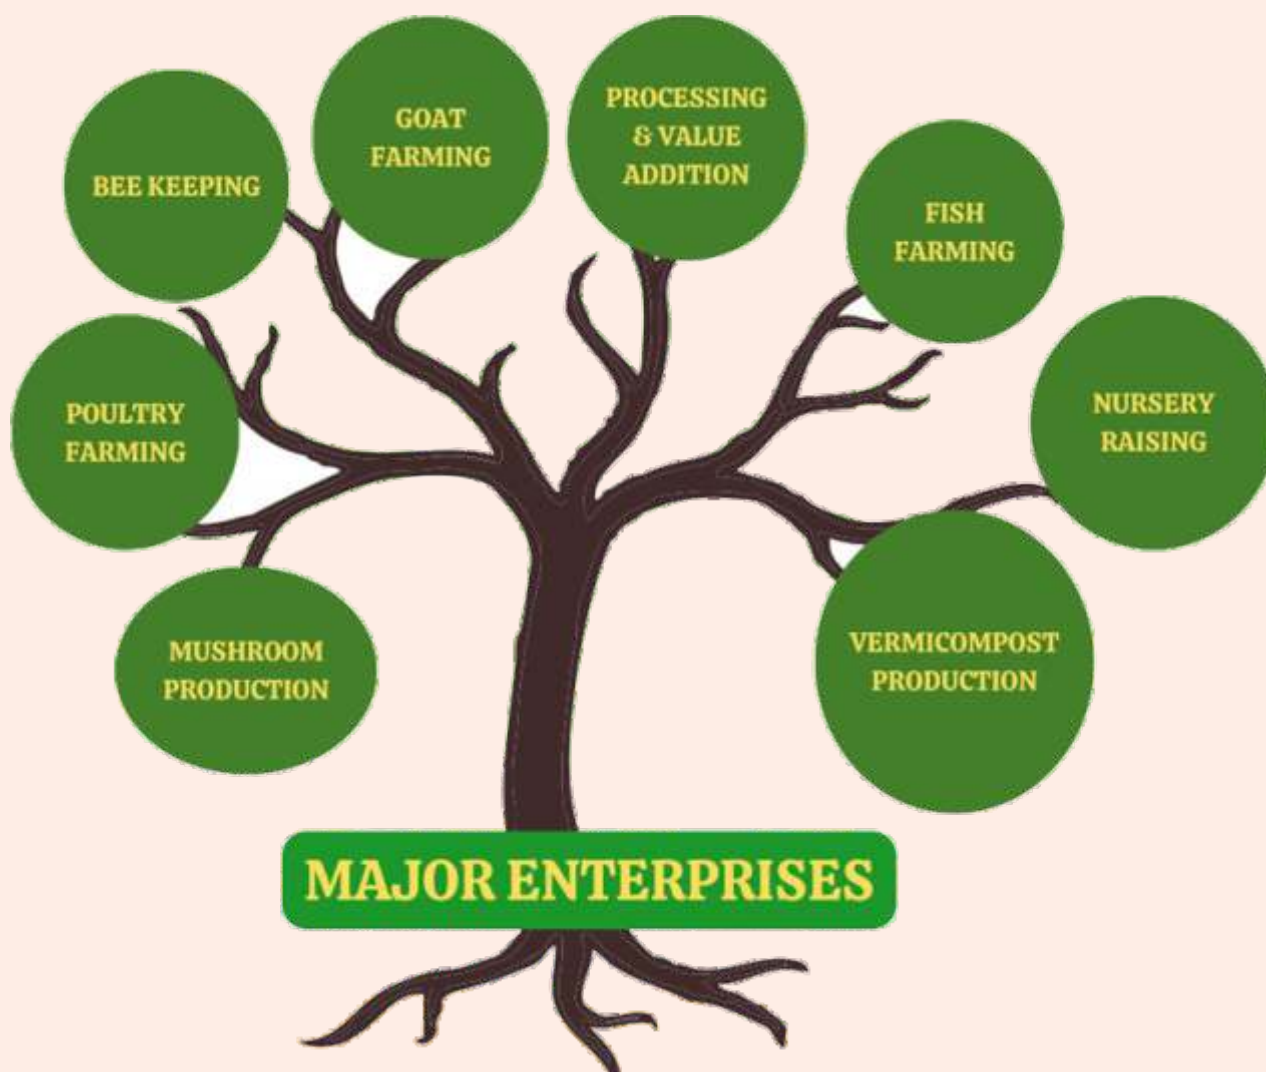 BEE KEEPING
GOAT
FARMING
PROCESSING
& VALUE
ADDITION
FISH
FARMING
NURSERY
RAISING
POULTRY
FARMING
MUSHROOM
PRODUCTION
VERMICOMPOST
PRODUCTION
MAJOR ENTERPRISES